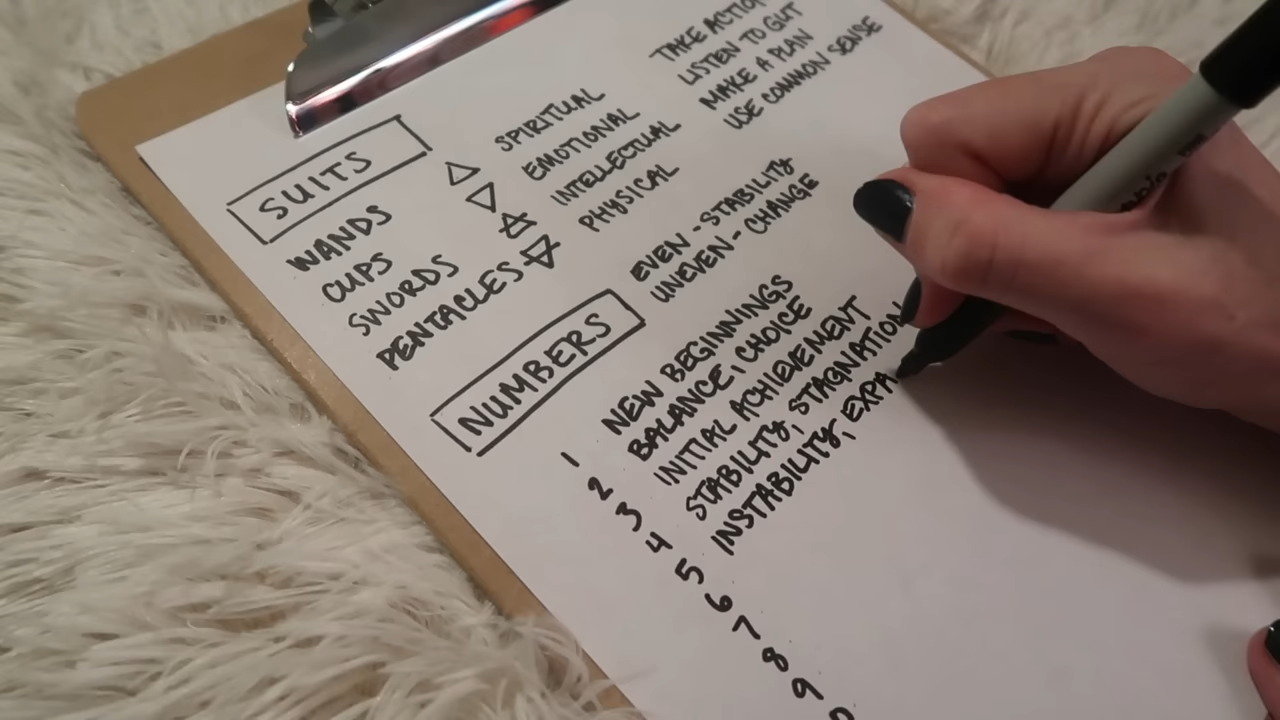 SUITS
WANDS △ SPIRITUAL TAKE
CUPS ▽ EMOTIONAL LISTEN TO GUT
SWORDS 🜁 INTELLECTUAL MAKE A PLAN
PENTACLES 🜃 PHYSICAL USE COMMON SENSE
NUMBERS
EVEN - STABILITY
UNEVEN - CHANGE
1 NEW BEGINNINGS
2 BALANCE, CHOICE
3 INITIAL ACHIEVEMENT
4 STABILITY, STAGNATION
5 INSTABILITY, EXPA
6
7
8
9